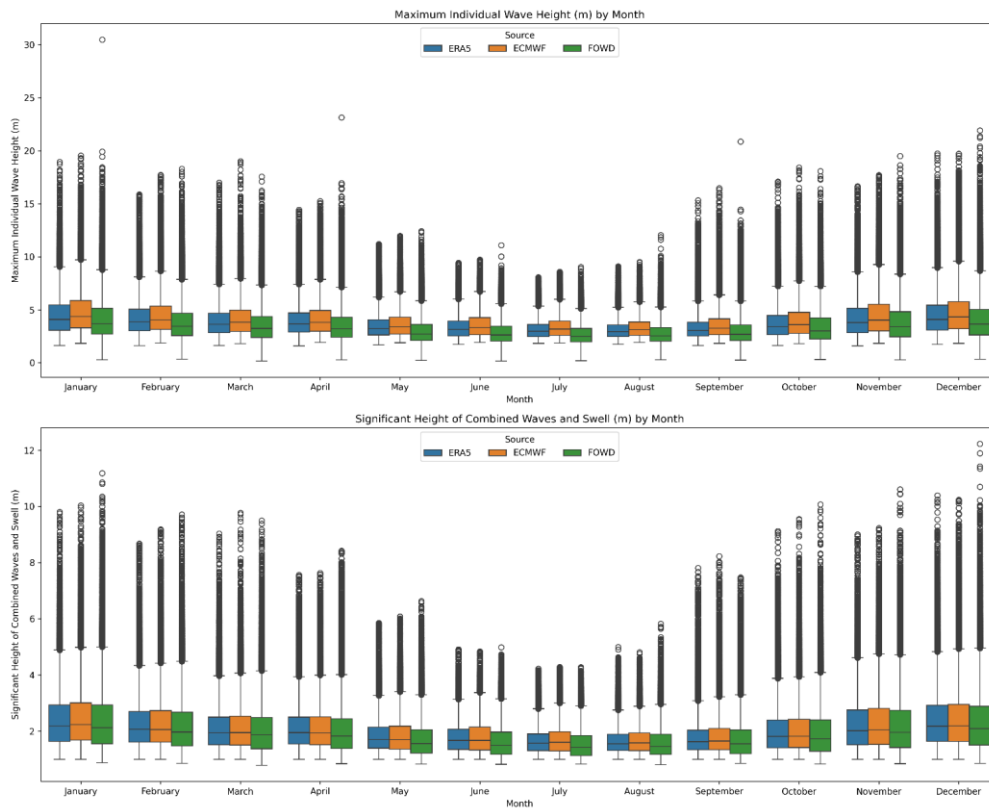 Maximum Individual Wave Height (m) by Month
Source
ERA5 ECMWF FOWD
Maximum Individual Wave Height (m)
30
25
20
15
10
5
0
January February March April May June July August September October November December
Month
Significant Height of Combined Waves and Swell (m) by Month
Source
ERA5 ECMWF FOWD
Significant Height of Combined Waves and Swell (m)
12
10
8
6
4
2
January February March April May June July August September October November December
Month